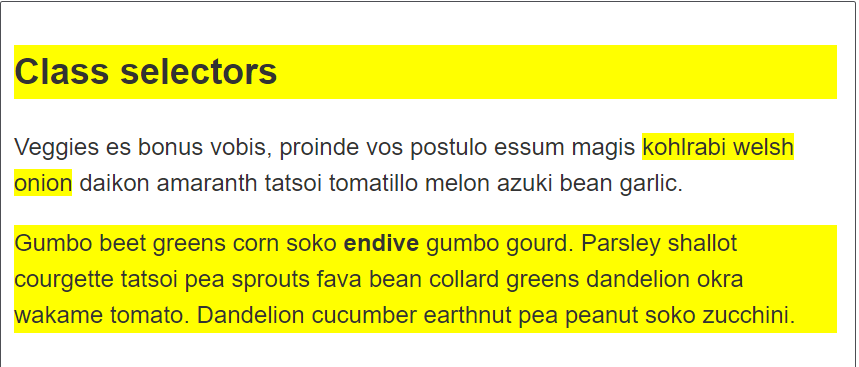 Class selectors
Veggies es bonus vobis, proinde vos postulo essum magis kohlrabi welsh
onion daikon amaranth tatsoi tomatillo melon azuki bean garlic.
Gumbo beet greens corn soko endive gumbo gourd. Parsley shallot
courgette tatsoi pea sprouts fava bean collard greens dandelion okra
wakame tomato. Dandelion cucumber earthnut pea peanut soko zucchini.